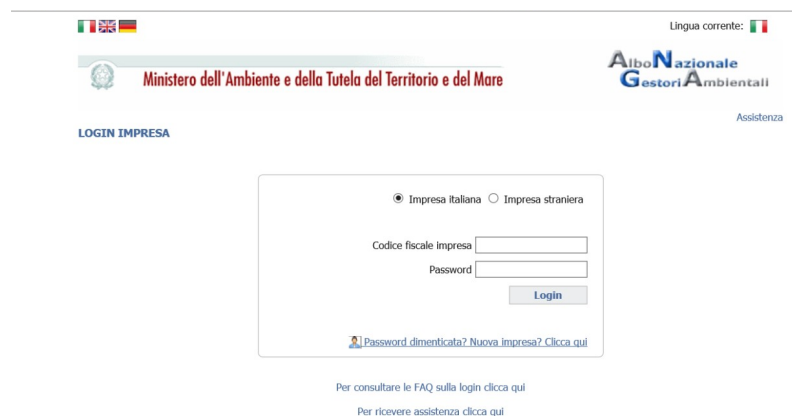 Lingua corrente:
Ministero dell'Ambiente e della Tutela del Territorio e del Mare
Albo Nazionale
Gestori Ambientali
Assistenza
LOGIN IMPRESA
Impresa italiana Impresa straniera
Codice fiscale impresa
Password
Login
Password dimenticata? Nuova impresa? Clicca qui
Per consultare le FAQ sulla login clicca qui
Per ricevere assistenza clicca qui